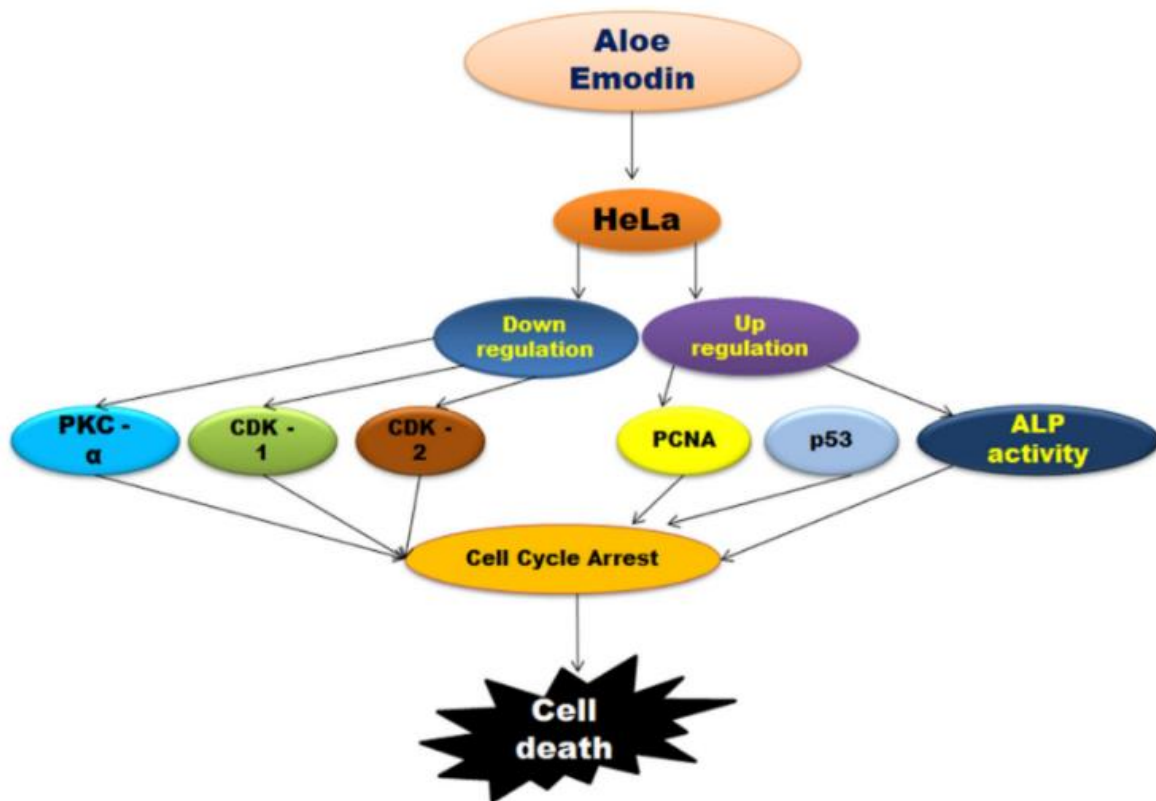 Aloe
Emodin
HeLa
Down
regulation
Up
regulation
PKC -
α
CDK -
1
CDK -
2
PCNA
p53
ALP
activity
Cell Cycle Arrest
Cell
death